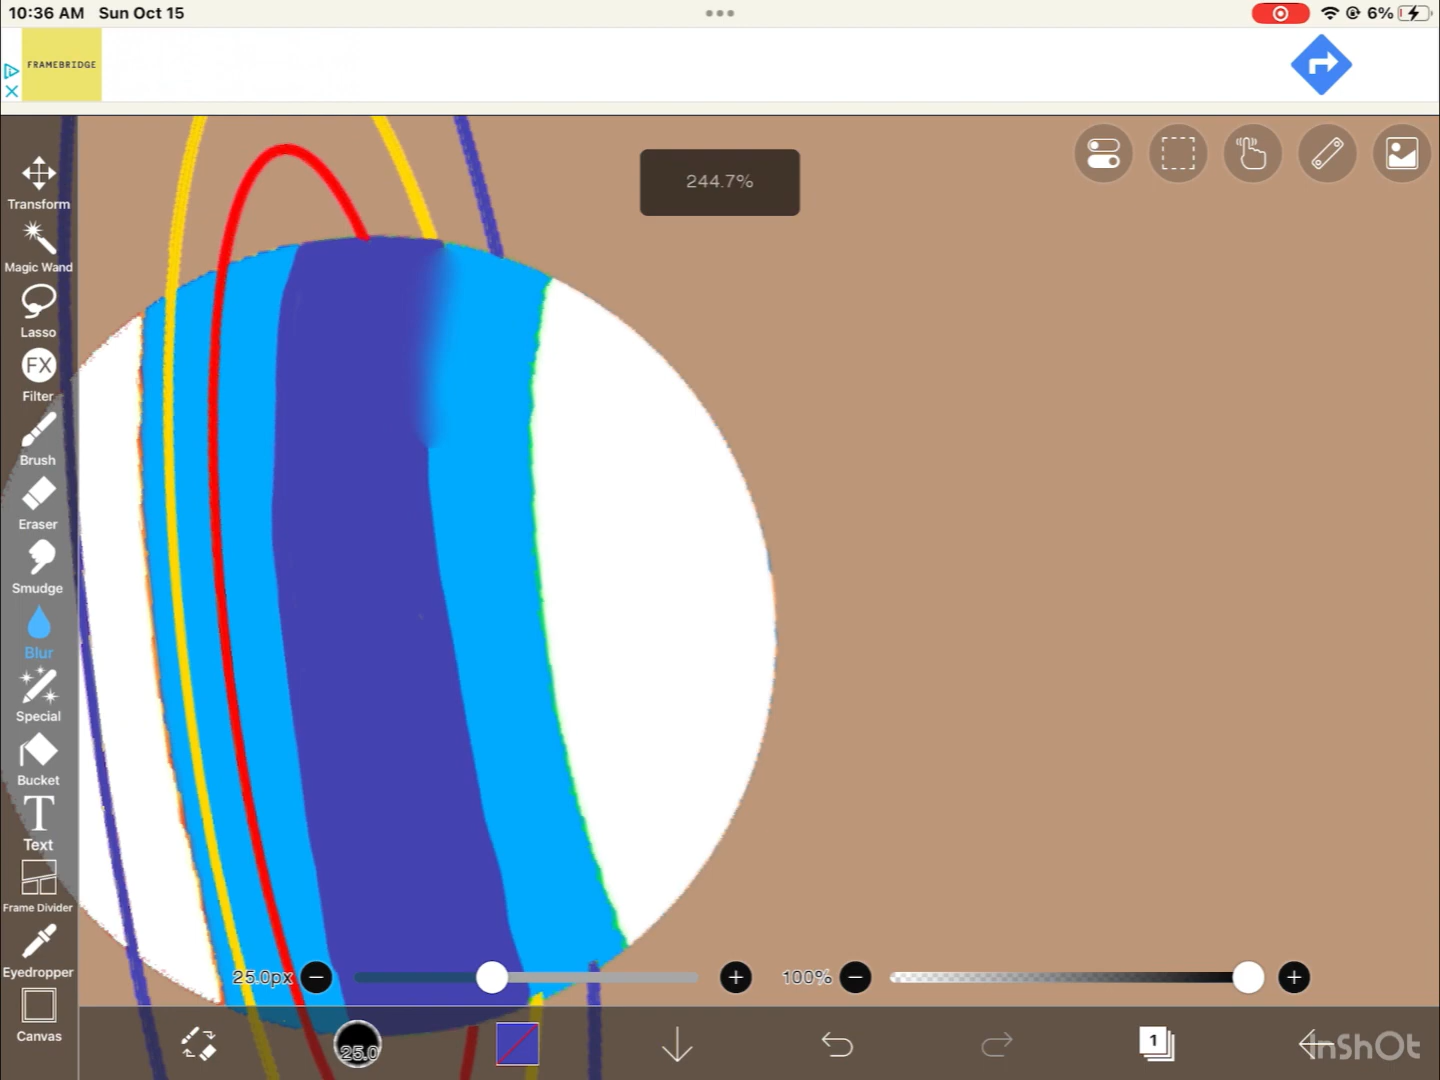 10:36 AM Sun Oct 15
6%
FRAMEBRIDGE
244.7%
Transform
Magic Wand
Lasso
FX
Filter
Brush
Eraser
Smudge
Blur
Special
Bucket
T
Text
Frame Divider
Eyedropper
Canvas
25.0px
100%
25.0
1
InShOt